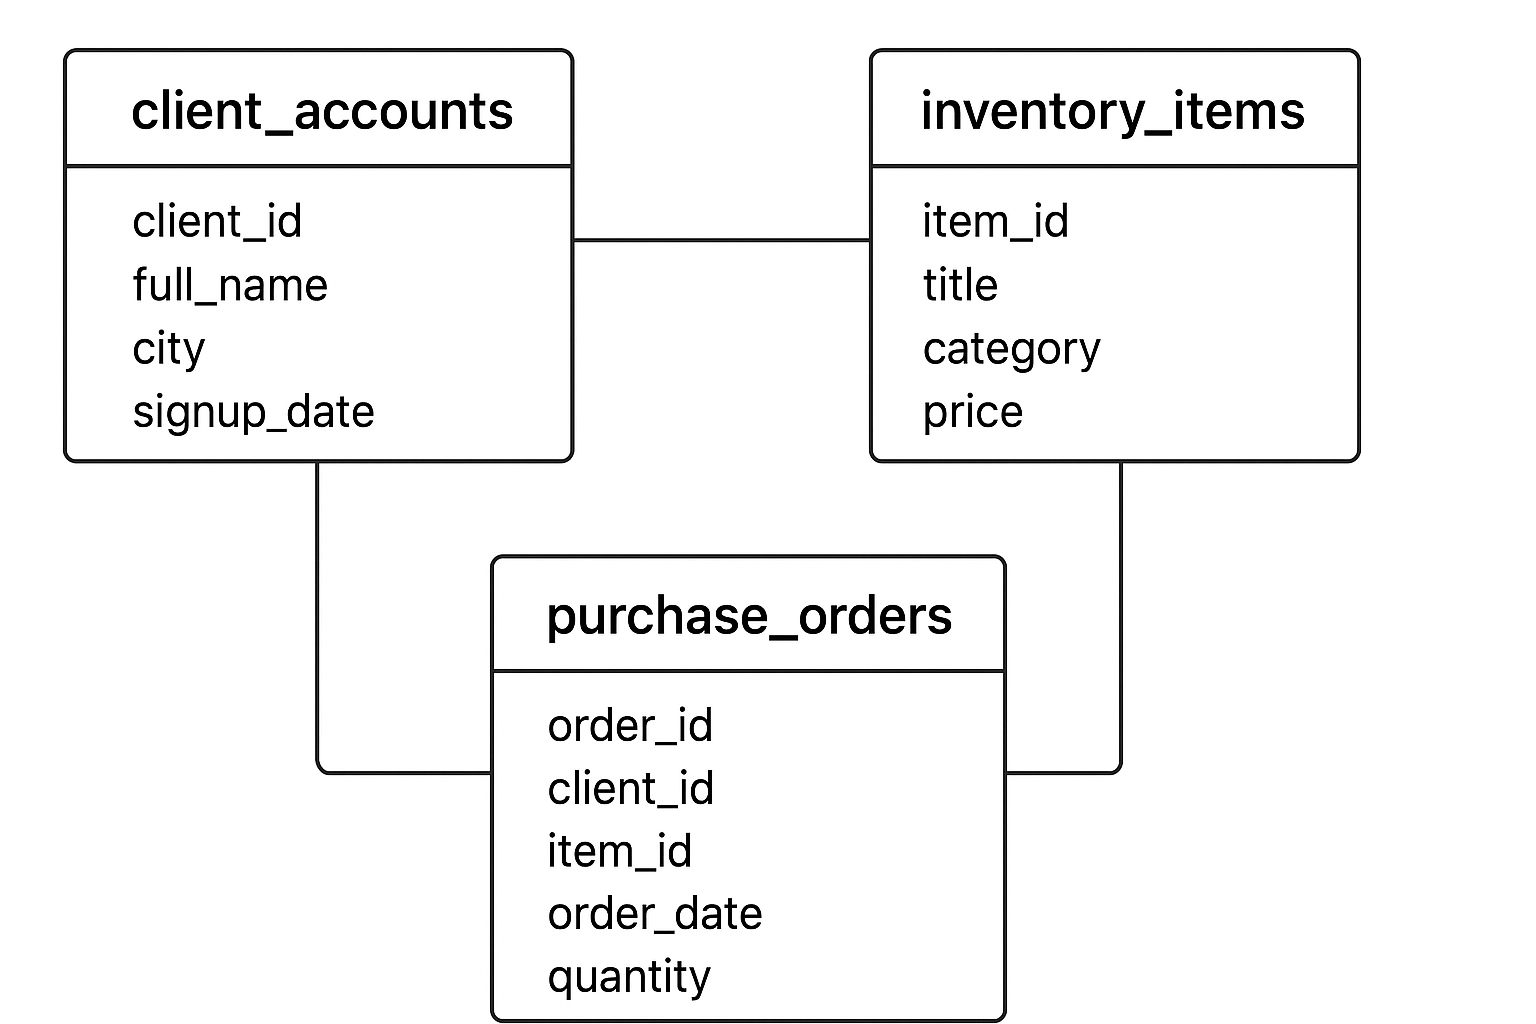 client_accounts
client_id
full_name
city
signup_date
inventory_items
item_id
title
category
price
purchase_orders
order_id
client_id
item_id
order_date
quantity